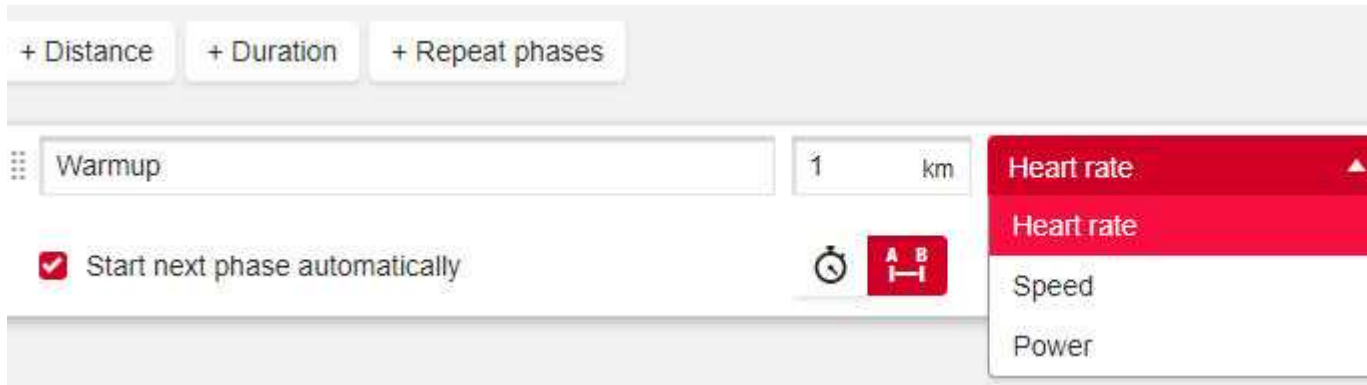 + Distance
+ Duration
+ Repeat phases
Warmup
1 km
Heart rate
Heart rate
Speed
Power
Start next phase automatically
A B